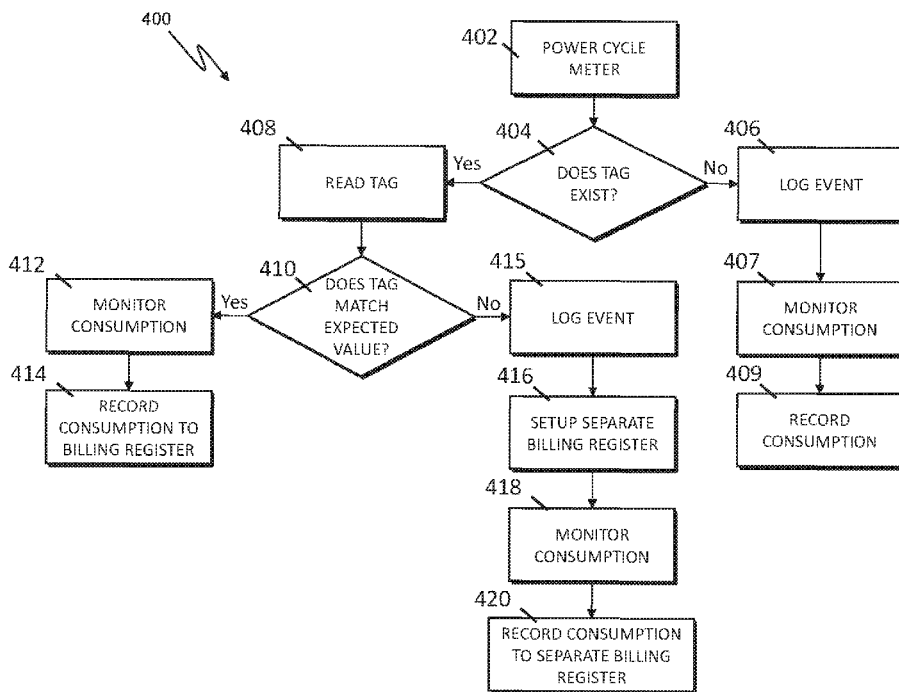 400
402
POWER CYCLE
METER
404
DOES TAG
EXIST?
Yes
No
406
LOG EVENT
408
READ TAG
407
MONITOR
CONSUMPTION
409
RECORD
CONSUMPTION
410
DOES TAG
MATCH
EXPECTED
VALUE?
Yes
No
412
MONITOR
CONSUMPTION
414
RECORD
CONSUMPTION TO
BILLING REGISTER
415
LOG EVENT
416
SETUP SEPARATE
BILLING REGISTER
418
MONITOR
CONSUMPTION
420
RECORD CONSUMPTION
TO SEPARATE BILLING
REGISTER